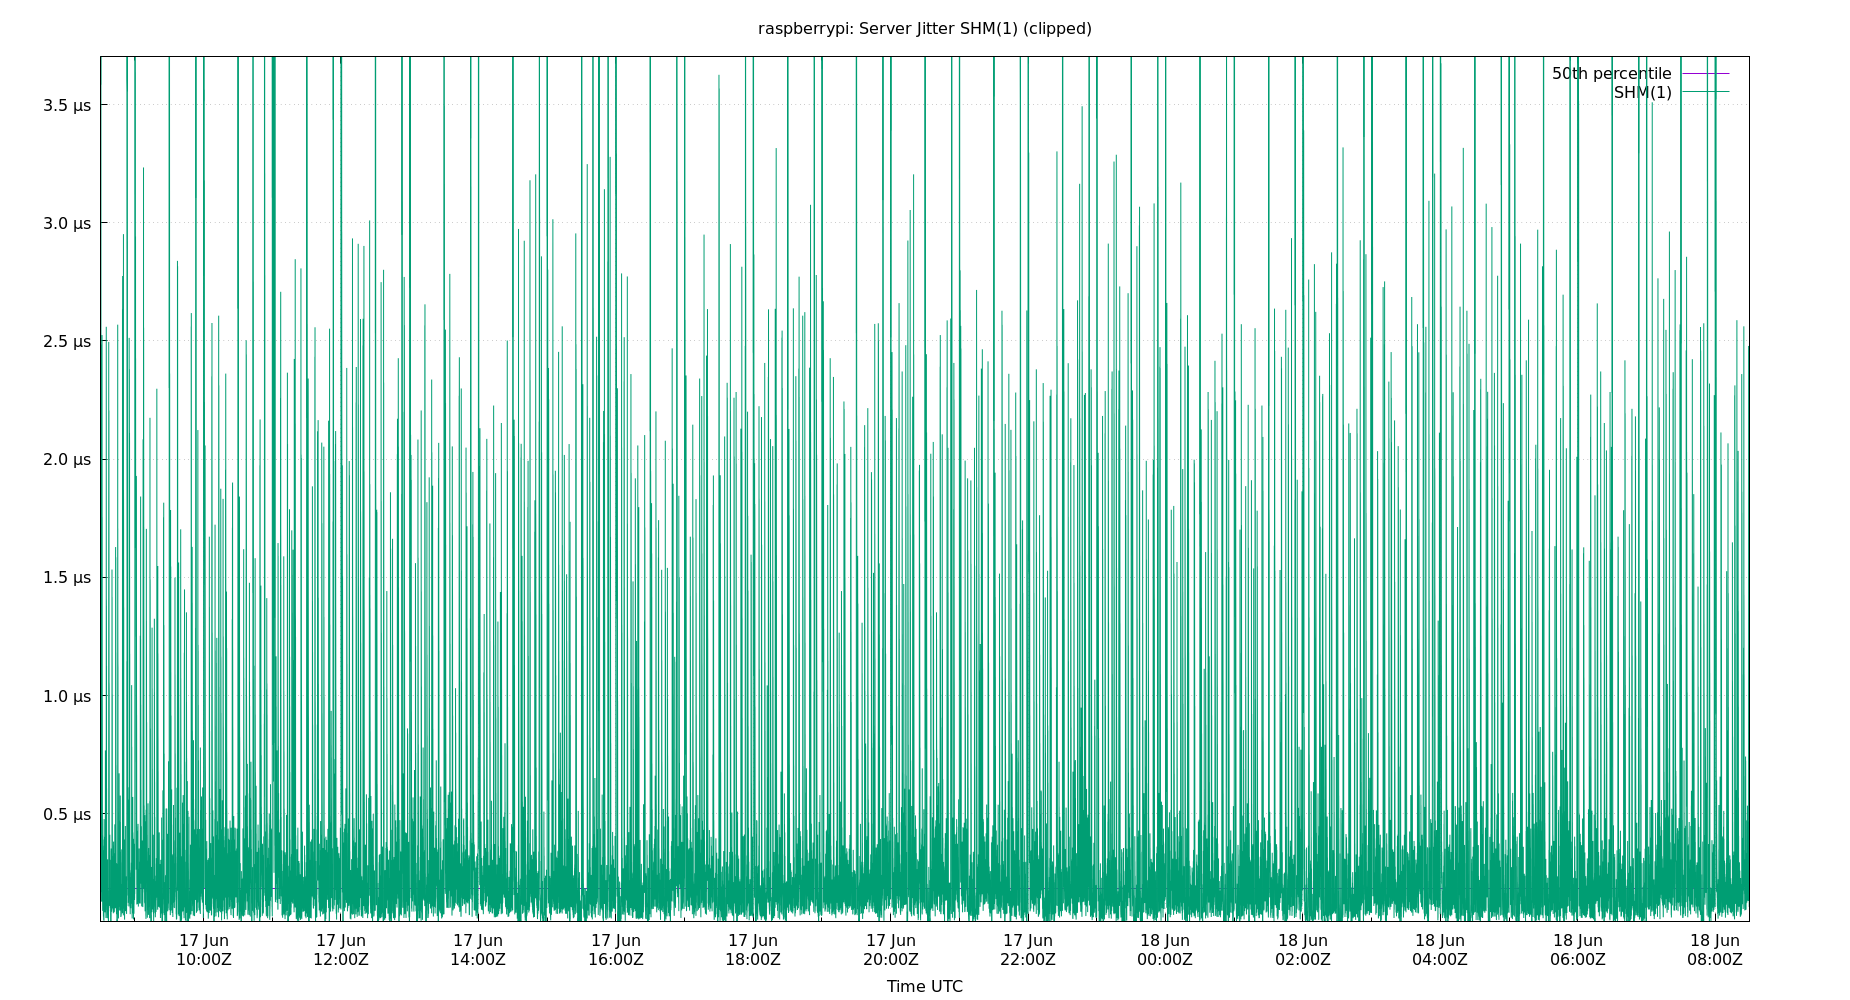 raspberrypi: Server Jitter SHM(1) (clipped)
50th percentile
SHM(1)
3.5 µs
3.0 µs
2.5 µs
2.0 µs
1.5 µs
1.0 µs
0.5 µs
17 Jun 17 Jun 17 Jun 17 Jun 17 Jun 17 Jun 17 Jun 18 Jun 18 Jun 18 Jun 18 Jun 18 Jun
10:00Z 12:00Z 14:00Z 16:00Z 18:00Z 20:00Z 22:00Z 00:00Z 02:00Z 04:00Z 06:00Z 08:00Z
Time UTC